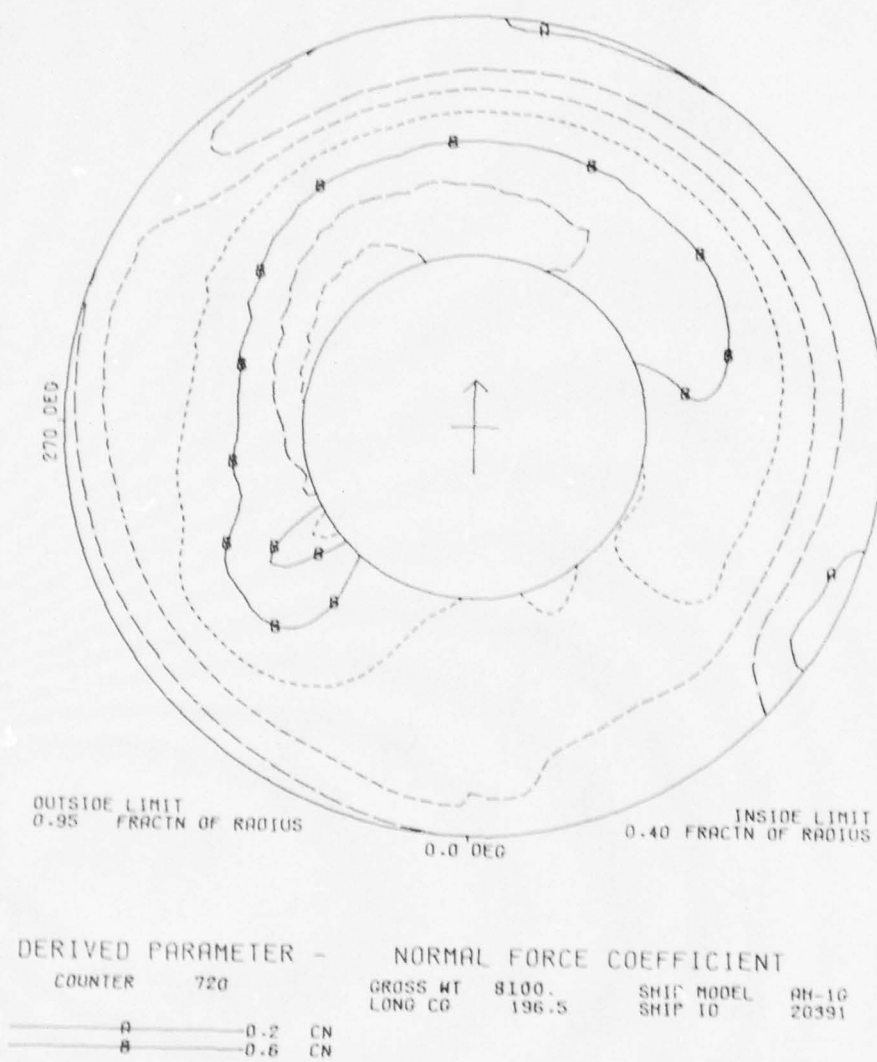 A
B
B
B
B
B
B
270 DEG
B
B
B
B
B
B
A
B
B
OUTSIDE LIMIT
0.95 FRACTN OF RADIUS
INSIDE LIMIT
0.40 FRACTN OF RADIUS
0.0 DEG
DERIVED PARAMETER - NORMAL FORCE COEFFICIENT
COUNTER 720
GROSS WT 8100. SHIP MODEL AH-1G
LONG CG 196.5 SHIP ID 20391
A 0.2 CN
B 0.6 CN